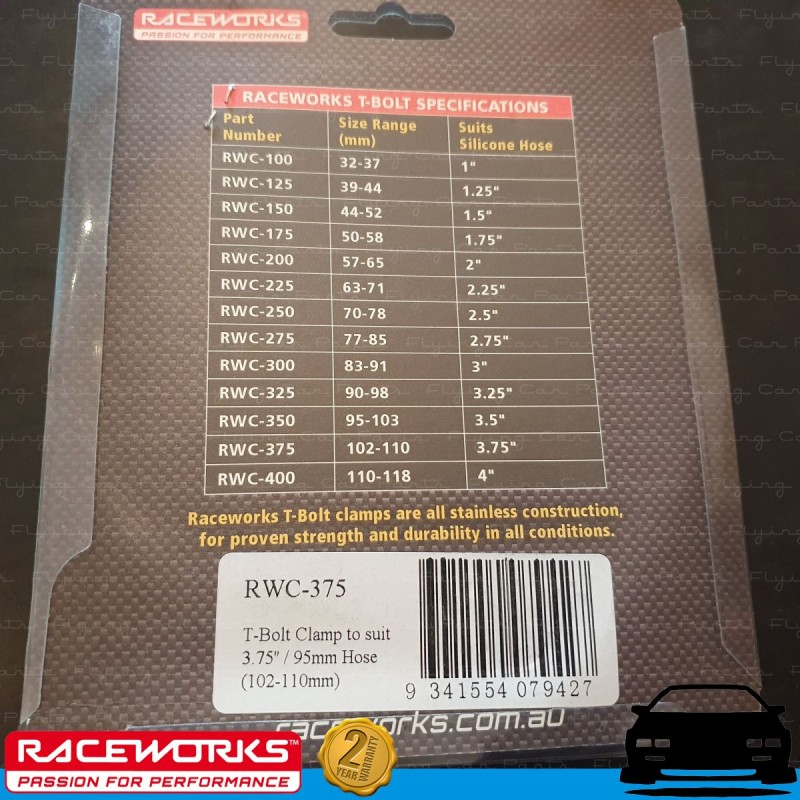 RACEWORKS
PASSION FOR PERFORMANCE
RACEWORKS T-BOLT SPECIFICATIONS
Part Number Size Range (mm) Suits Silicone Hose
RWC-100 32-37 1"
RWC-125 39-44 1.25"
RWC-150 44-52 1.5"
RWC-175 50-58 1.75"
RWC-200 57-65 2"
RWC-225 63-71 2.25"
RWC-250 70-78 2.5"
RWC-275 77-85 2.75"
RWC-300 83-91 3"
RWC-325 90-98 3.25"
RWC-350 95-103 3.5"
RWC-375 102-110 3.75"
RWC-400 110-118 4"
Raceworks T-Bolt clamps are all stainless construction,
for proven strength and durability in all conditions.
RWC-375
T-Bolt Clamp to suit
3.75" / 95mm Hose
(102-110mm)
9 341554 079427
raceworks.com.au
RACEWORKS™
PASSION FOR PERFORMANCE
2
YEAR WARRANTY
Flying Car Parts